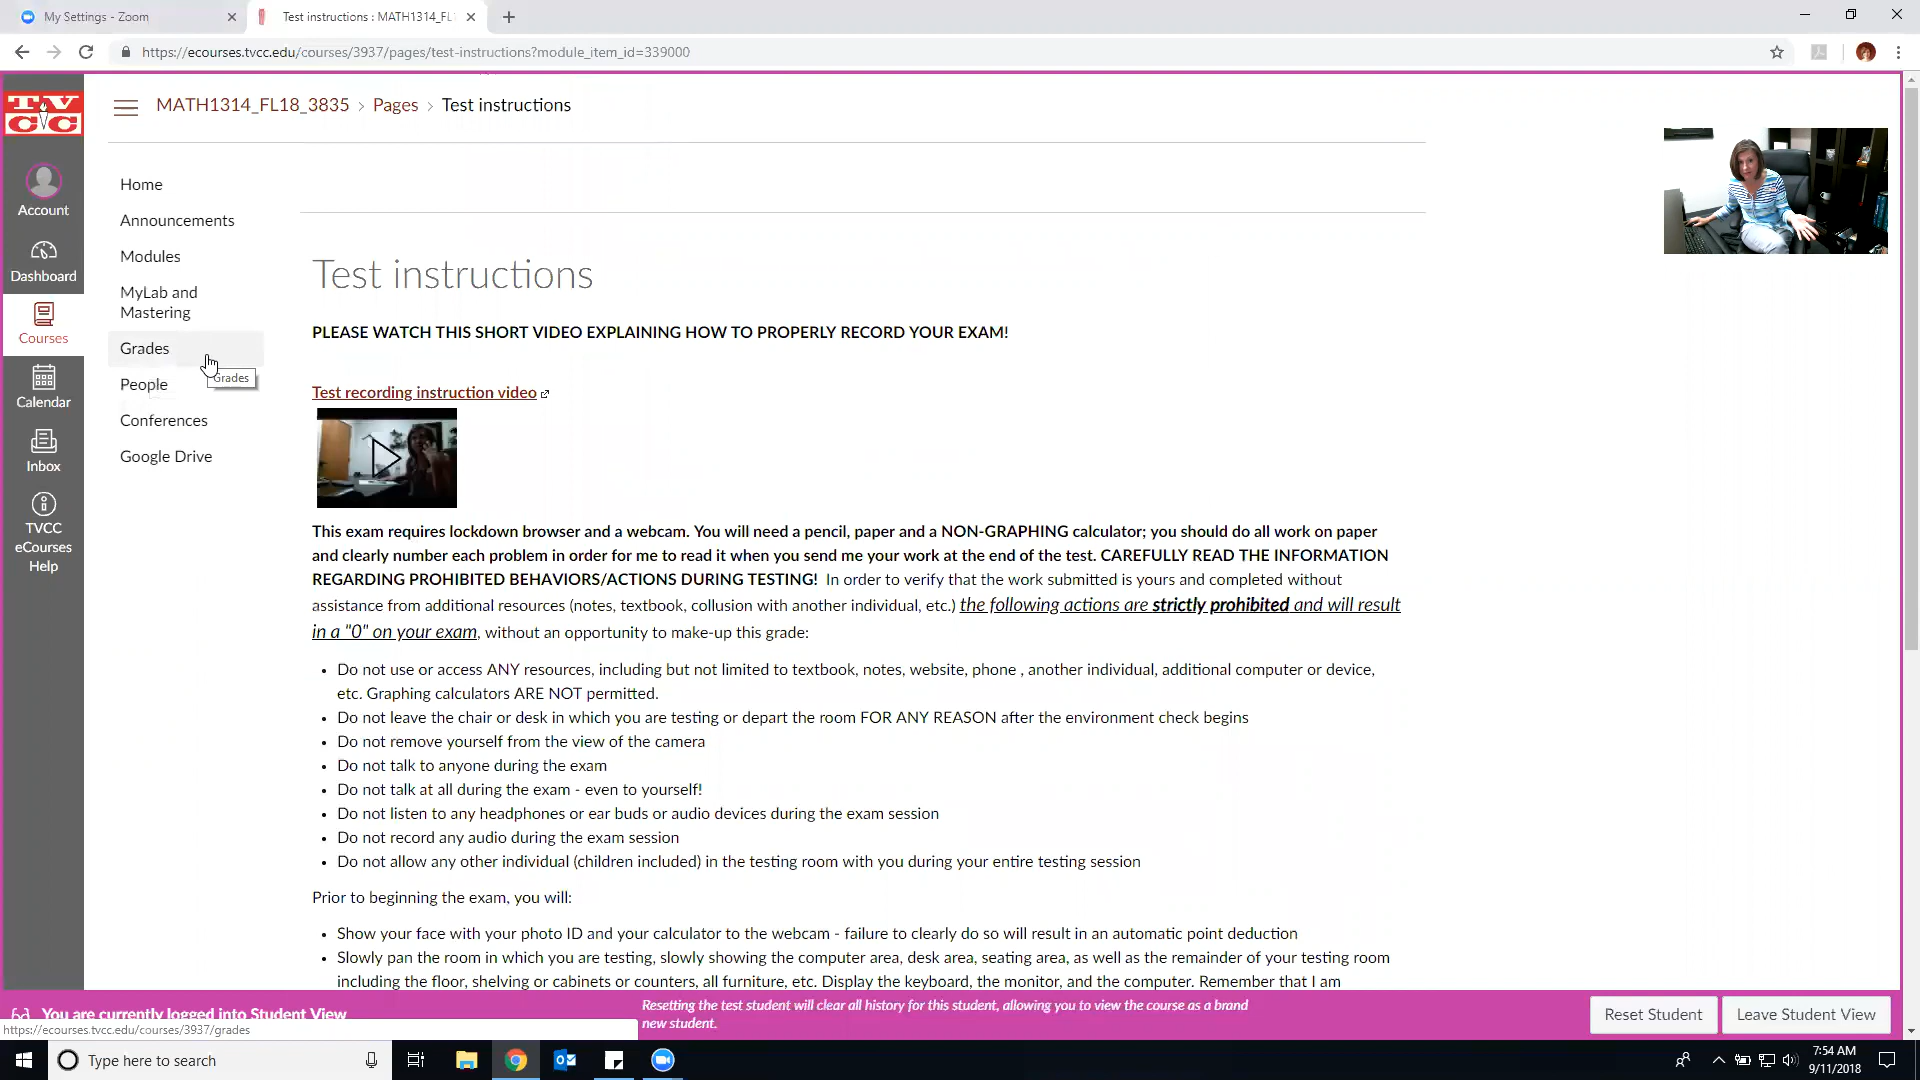 My Settings - Zoom
Test instructions : MATH1314_FL
https://ecourses.tvcc.edu/courses/3937/pages/test-instructions?module_item_id=339000
TV
CC
MATH1314_FL18_3835 > Pages > Test instructions
Account
Dashboard
Courses
Calendar
Inbox
TVCC
eCourses
Help
Home
Announcements
Modules
MyLab and
Mastering
Grades
Grades
People
Conferences
Google Drive
Test instructions
PLEASE WATCH THIS SHORT VIDEO EXPLAINING HOW TO PROPERLY RECORD YOUR EXAM!
Test recording instruction video
This exam requires lockdown browser and a webcam. You will need a pencil, paper and a NON-GRAPHING calculator; you should do all work on paper
and clearly number each problem in order for me to read it when you send me your work at the end of the test. CAREFULLY READ THE INFORMATION
REGARDING PROHIBITED BEHAVIORS/ACTIONS DURING TESTING! In order to verify that the work submitted is yours and completed without
assistance from additional resources (notes, textbook, collusion with another individual, etc.) the following actions are strictly prohibited and will result
in a "0" on your exam, without an opportunity to make-up this grade:
• Do not use or access ANY resources, including but not limited to textbook, notes, website, phone , another individual, additional computer or device,
etc. Graphing calculators ARE NOT permitted.
• Do not leave the chair or desk in which you are testing or depart the room FOR ANY REASON after the environment check begins
• Do not remove yourself from the view of the camera
• Do not talk to anyone during the exam
• Do not talk at all during the exam - even to yourself!
• Do not listen to any headphones or ear buds or audio devices during the exam session
• Do not record any audio during the exam session
• Do not allow any other individual (children included) in the testing room with you during your entire testing session
Prior to beginning the exam, you will:
• Show your face with your photo ID and your calculator to the webcam - failure to clearly do so will result in an automatic point deduction
• Slowly pan the room in which you are testing, slowly showing the computer area, desk area, seating area, as well as the remainder of your testing room
including the floor, shelving or cabinets or counters, all furniture, etc. Display the keyboard, the monitor, and the computer. Remember that I am
You are currently logged into Student View
Resetting the test student will clear all history for this student, allowing you to view the course as a brand
new student.
Reset Student
Leave Student View
https://ecourses.tvcc.edu/courses/3937/grades
Type here to search
7:54 AM
9/11/2018